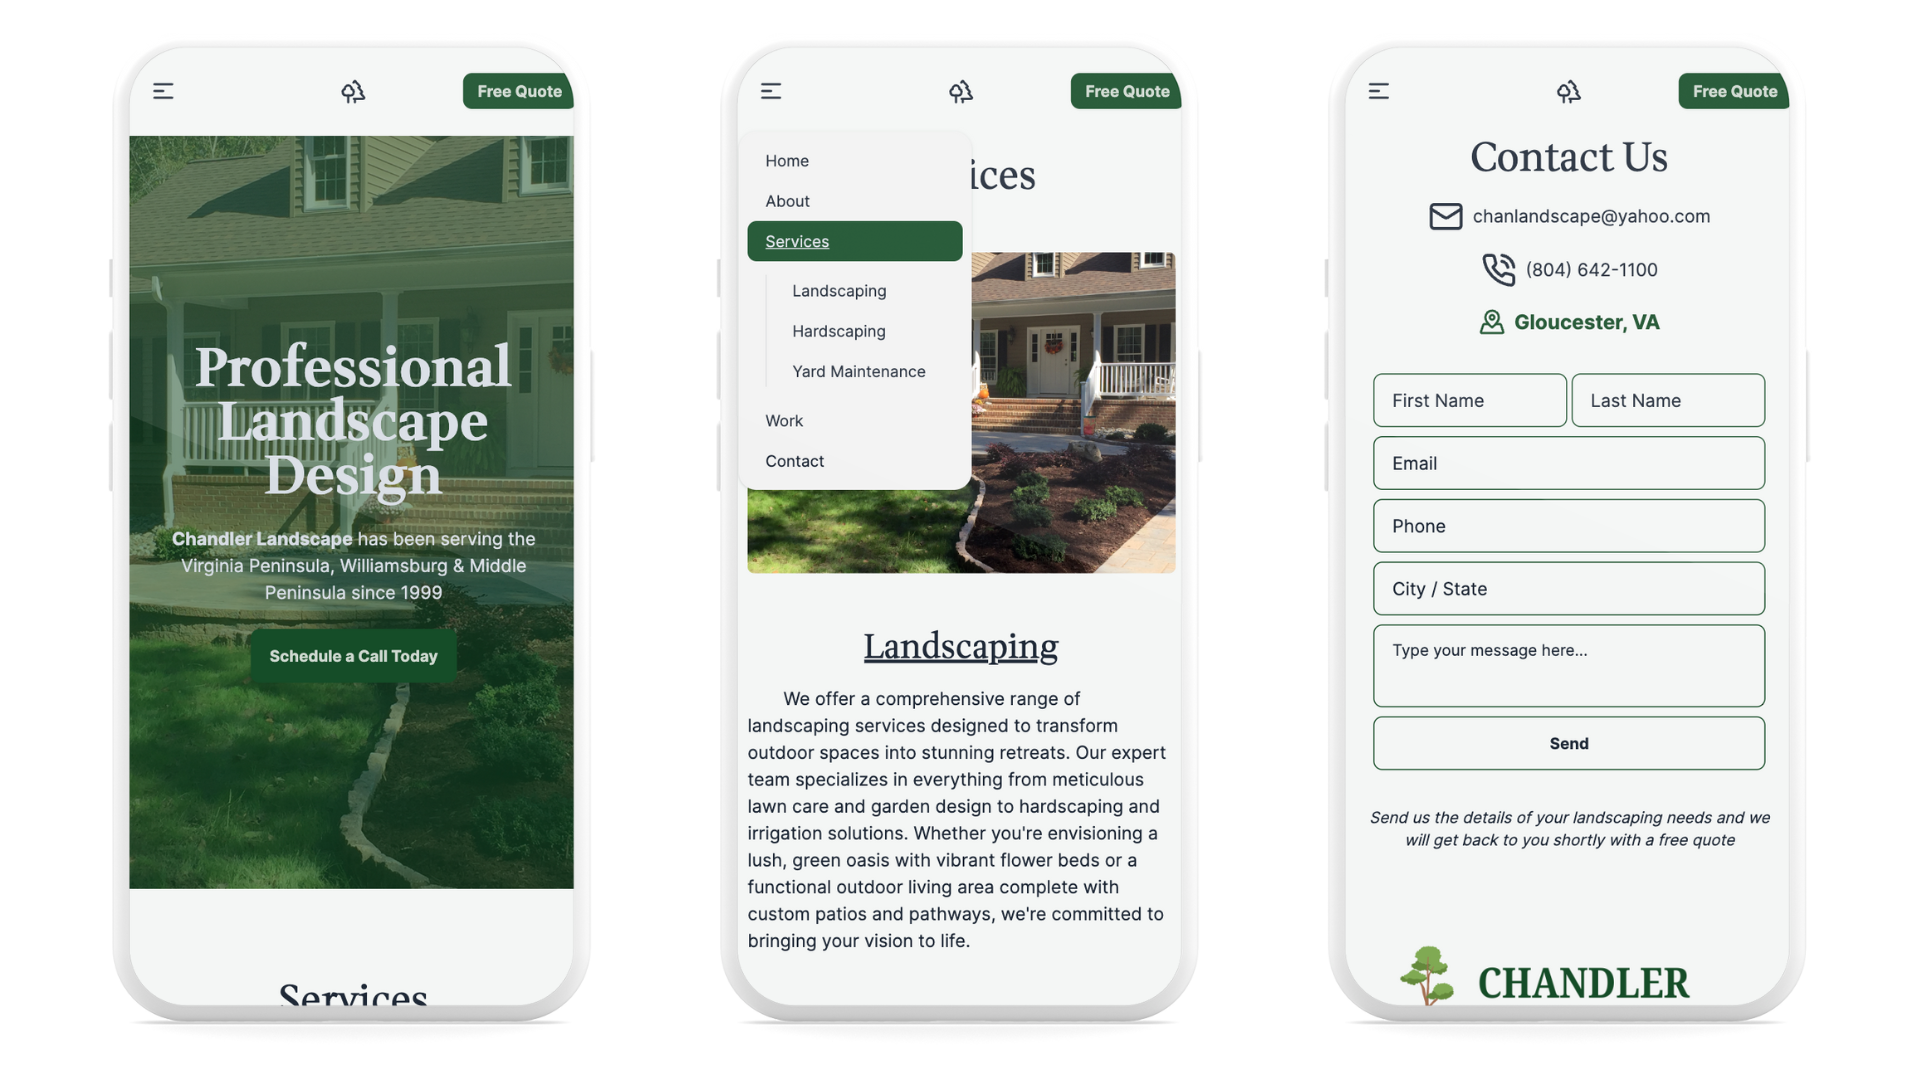 Free Quote
Professional
Landscape
Design
Chandler Landscape has been serving the
Virginia Peninsula, Williamsburg & Middle
Peninsula since 1999
Schedule a Call Today
Services
Free Quote
Home
About
Services
Landscaping
Hardscaping
Yard Maintenance
Work
Contact
ices
Landscaping
We offer a comprehensive range of
landscaping services designed to transform
outdoor spaces into stunning retreats. Our expert
team specializes in everything from meticulous
lawn care and garden design to hardscaping and
irrigation solutions. Whether you're envisioning a
lush, green oasis with vibrant flower beds or a
functional outdoor living area complete with
custom patios and pathways, we're committed to
bringing your vision to life.
Free Quote
Contact Us
chanlandscape@yahoo.com
(804) 642-1100
Gloucester, VA
First Name Last Name
Email
Phone
City / State
Type your message here...
Send
Send us the details of your landscaping needs and we
will get back to you shortly with a free quote
CHANDLER